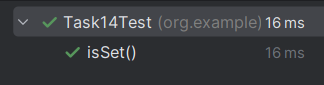 Task14Test (org.example) 16 ms
isSet() 16 ms